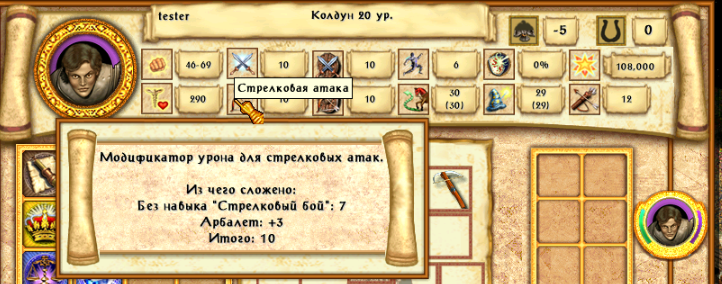 tester
Колдун 20 ур.
-5
0
46-69
10
10
6
0%
108,000
290
10
10
30
(30)
29
(29)
12
Стрелковая атака
Модификатор урона для стрелковых атак.
Из чего сложено:
Без навыка "Стрелковый бой": 7
Арбалет: +3
Итого: 10